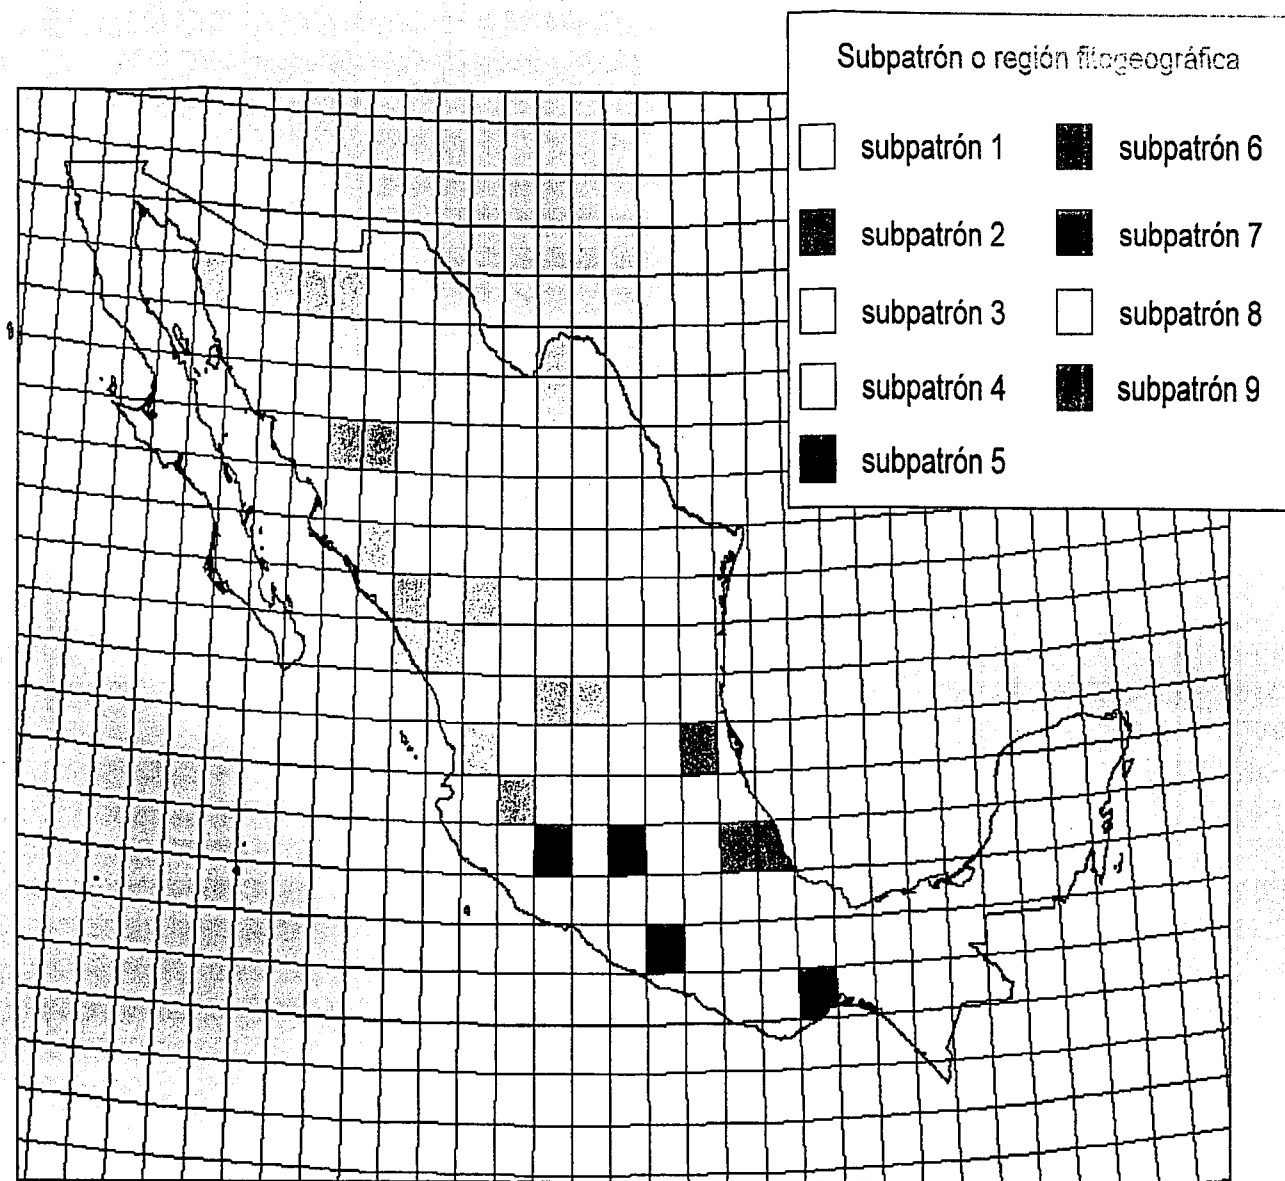 Subpatrón o región fitogeográfica
subpatrón 1
subpatrón 2
subpatrón 3
subpatrón 4
subpatrón 5
subpatrón 6
subpatrón 7
subpatrón 8
subpatrón 9